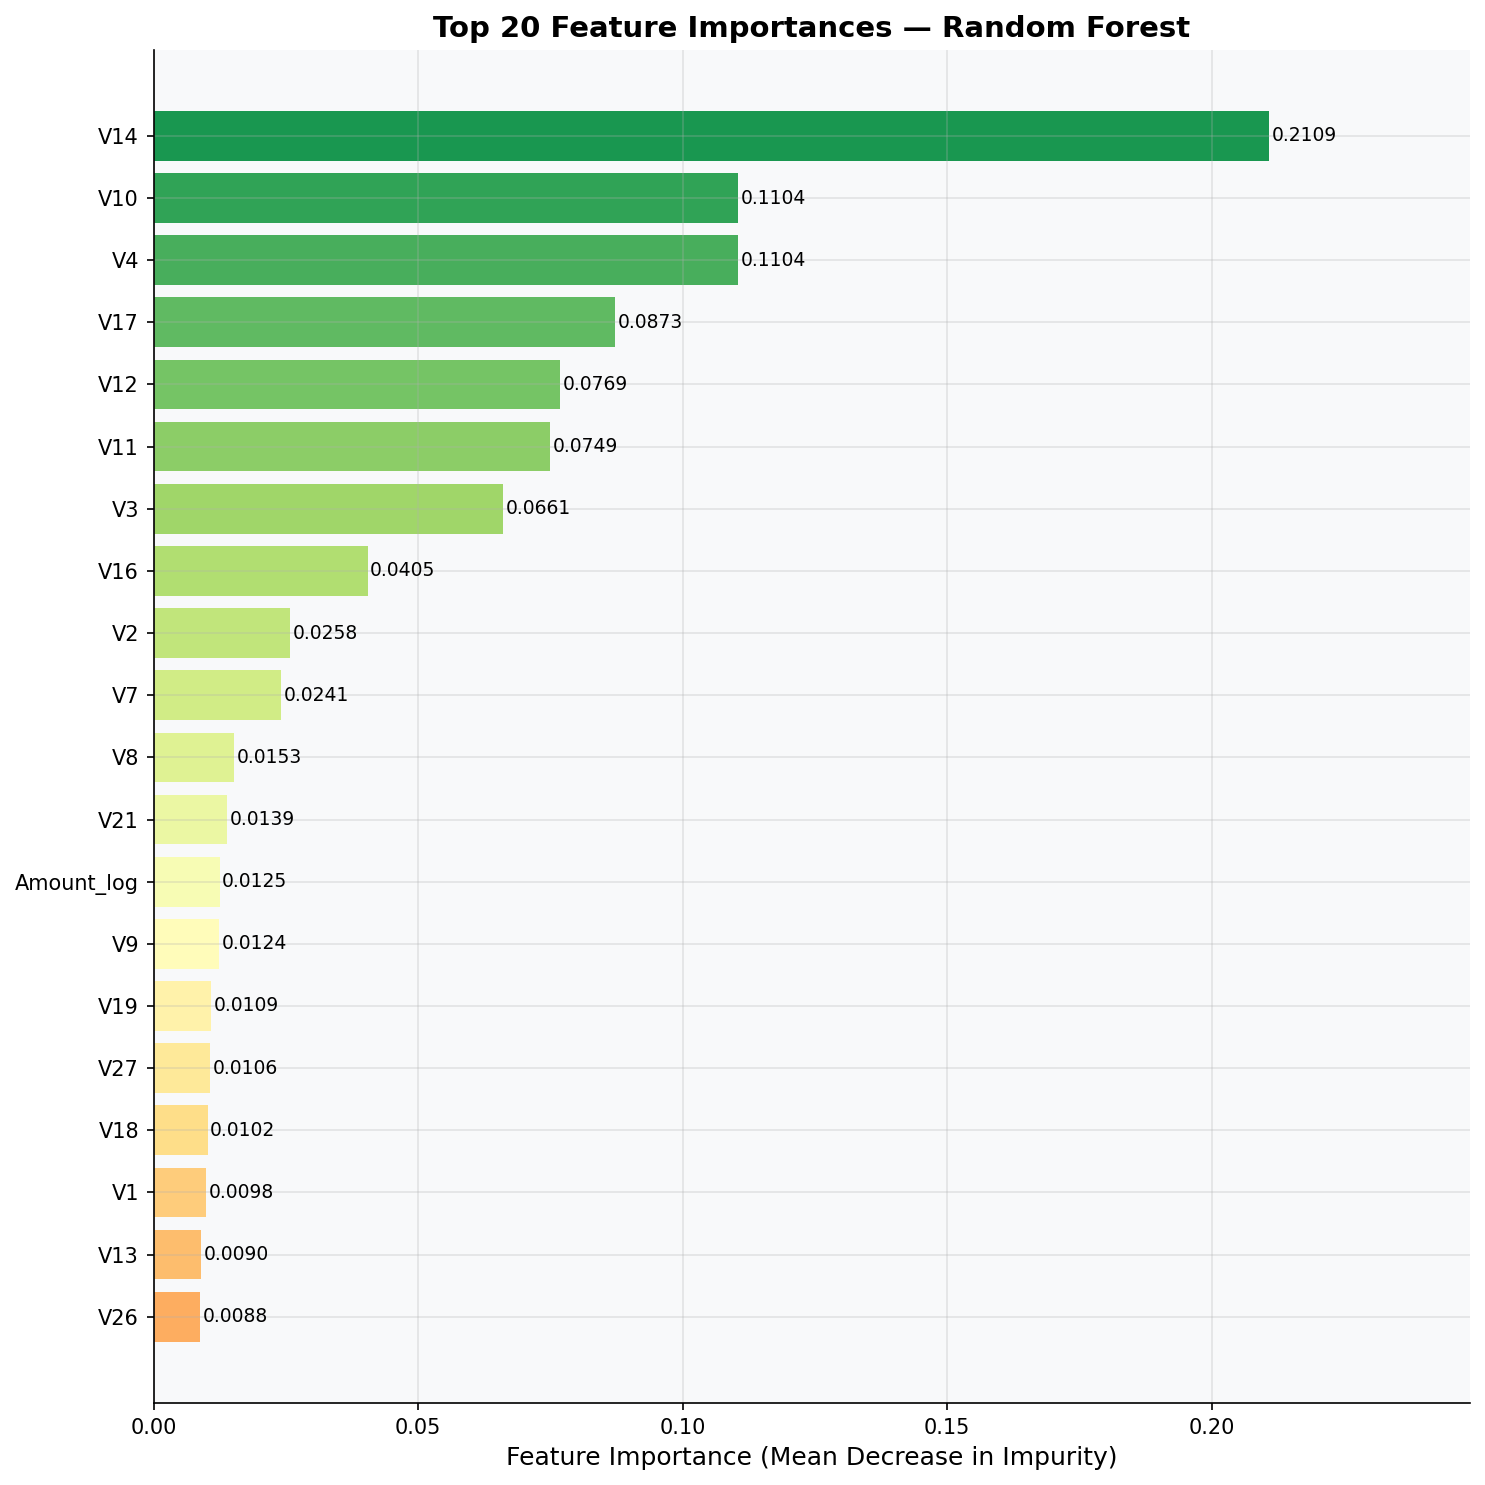 Top 20 Feature Importances — Random Forest
V14 0.2109
V10 0.1104
V4 0.1104
V17 0.0873
V12 0.0769
V11 0.0749
V3 0.0661
V16 0.0405
V2 0.0258
V7 0.0241
V8 0.0153
V21 0.0139
Amount_log 0.0125
V9 0.0124
V19 0.0109
V27 0.0106
V18 0.0102
V1 0.0098
V13 0.0090
V26 0.0088
0.00 0.05 0.10 0.15 0.20
Feature Importance (Mean Decrease in Impurity)